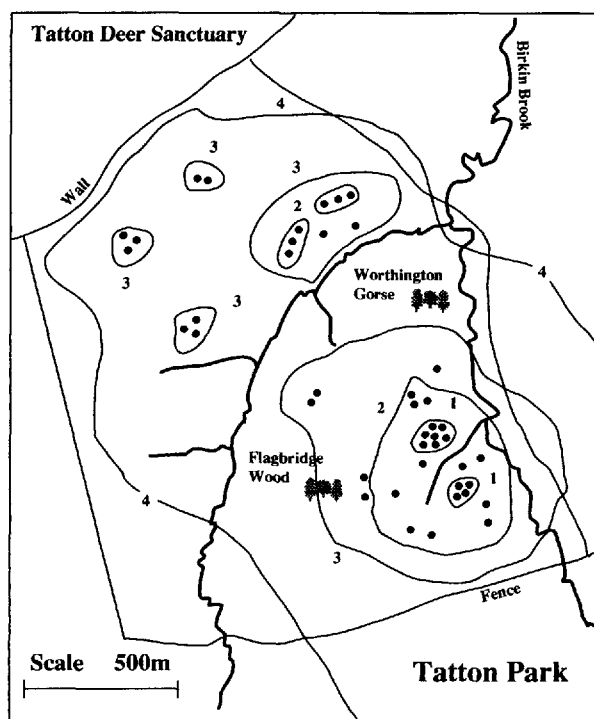 Tatton Deer Sanctuary
Birkin Brook
4
3
3
Wall
2
3
3
Worthington
Gorse
4
2
1
Flagbridge
Wood
1
4
3
Fence
Scale 500m
Tatton Park